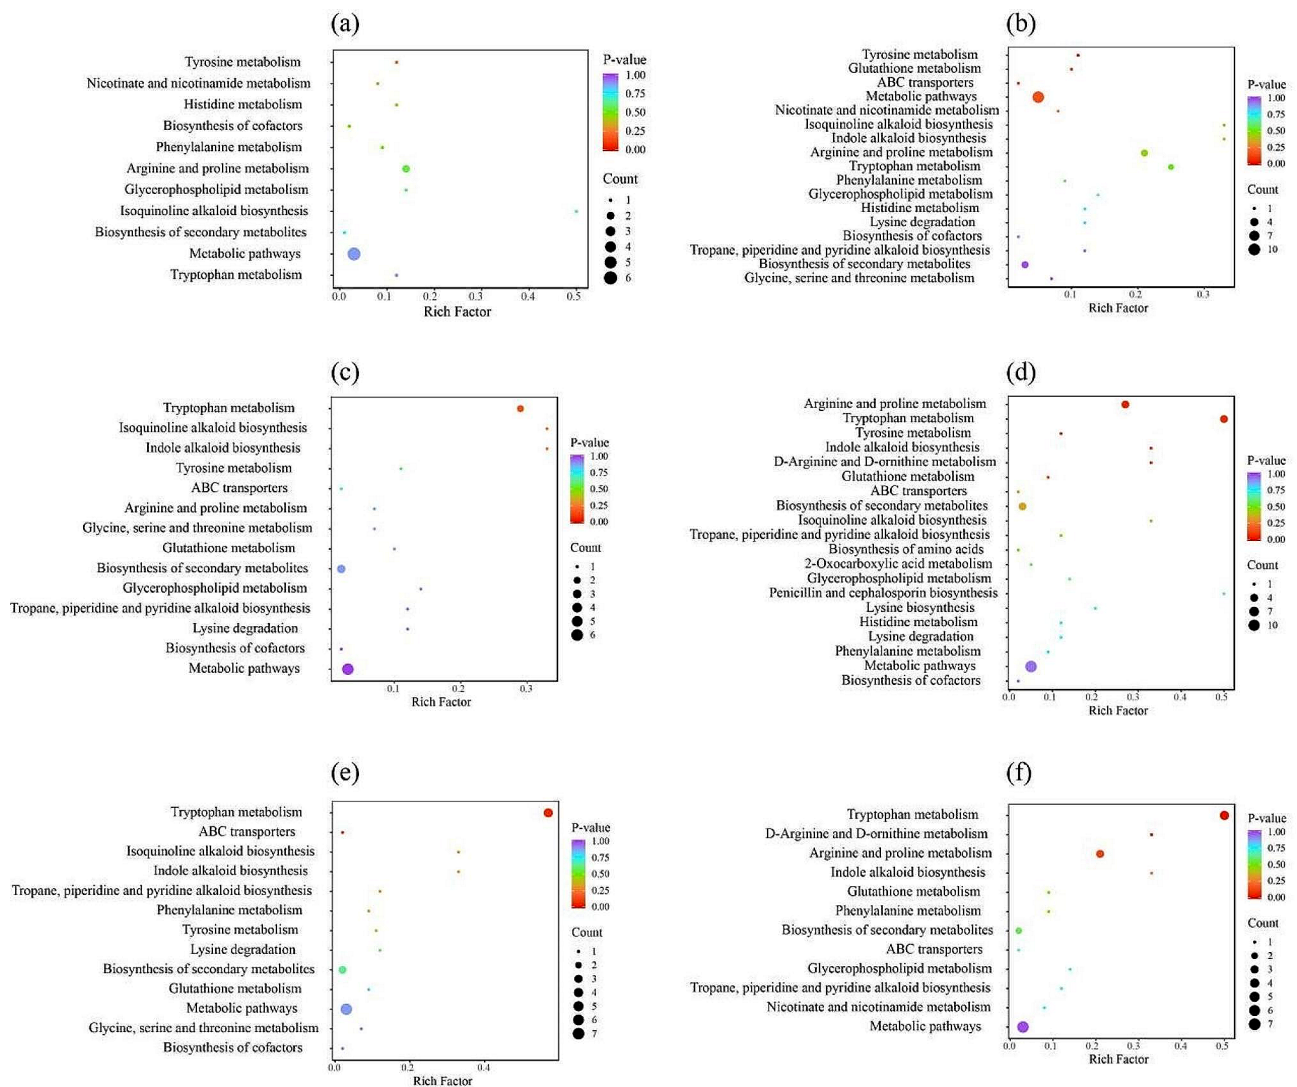 (a)
Tyrosine metabolism
Nicotinate and nicotinamide metabolism
Histidine metabolism
Biosynthesis of cofactors
Phenylalanine metabolism
Arginine and proline metabolism
Glycerophospholipid metabolism
Isoquinoline alkaloid biosynthesis
Biosynthesis of secondary metabolites
Metabolic pathways
Tryptophan metabolism
0.0 0.1 0.2 0.3 0.4 0.5
Rich Factor
P-value
1.00
0.75
0.50
0.25
0.00
Count
1
2
3
4
5
6
(b)
Tyrosine metabolism
Glutathione metabolism
ABC transporters
Metabolic pathways
Nicotinate and nicotinamide metabolism
Isoquinoline alkaloid biosynthesis
Indole alkaloid biosynthesis
Arginine and proline metabolism
Tryptophan metabolism
Phenylalanine metabolism
Glycerophospholipid metabolism
Histidine metabolism
Lysine degradation
Biosynthesis of cofactors
Tropane, piperidine and pyridine alkaloid biosynthesis
Biosynthesis of secondary metabolites
Glycine, serine and threonine metabolism
0.1 0.2 0.3
Rich Factor
P-value
1.00
0.75
0.50
0.25
0.00
Count
1
4
7
10
(c)
Tryptophan metabolism
Isoquinoline alkaloid biosynthesis
Indole alkaloid biosynthesis
Tyrosine metabolism
ABC transporters
Arginine and proline metabolism
Glycine, serine and threonine metabolism
Glutathione metabolism
Biosynthesis of secondary metabolites
Glycerophospholipid metabolism
Tropane, piperidine and pyridine alkaloid biosynthesis
Lysine degradation
Biosynthesis of cofactors
Metabolic pathways
0.1 0.2 0.3
Rich Factor
P-value
1.00
0.75
0.50
0.25
0.00
Count
1
2
3
4
5
6
(d)
Arginine and proline metabolism
Tryptophan metabolism
Tyrosine metabolism
Indole alkaloid biosynthesis
D-Arginine and D-ornithine metabolism
Glutathione metabolism
ABC transporters
Biosynthesis of secondary metabolites
Isoquinoline alkaloid biosynthesis
Tropane, piperidine and pyridine alkaloid biosynthesis
Biosynthesis of amino acids
2-Oxocarboxylic acid metabolism
Glycerophospholipid metabolism
Penicillin and cephalosporin biosynthesis
Lysine biosynthesis
Histidine metabolism
Lysine degradation
Phenylalanine metabolism
Metabolic pathways
Biosynthesis of cofactors
0.0 0.1 0.2 0.3 0.4 0.5
Rich Factor
P-value
1.00
0.75
0.50
0.25
0.00
Count
1
4
7
10
(e)
Tryptophan metabolism
ABC transporters
Isoquinoline alkaloid biosynthesis
Indole alkaloid biosynthesis
Tropane, piperidine and pyridine alkaloid biosynthesis
Phenylalanine metabolism
Tyrosine metabolism
Lysine degradation
Biosynthesis of secondary metabolites
Glutathione metabolism
Metabolic pathways
Glycine, serine and threonine metabolism
Biosynthesis of cofactors
0.0 0.2 0.4
Rich Factor
P-value
1.00
0.75
0.50
0.25
0.00
Count
1
2
3
4
5
6
7
(f)
Tryptophan metabolism
D-Arginine and D-ornithine metabolism
Arginine and proline metabolism
Indole alkaloid biosynthesis
Glutathione metabolism
Phenylalanine metabolism
Biosynthesis of secondary metabolites
ABC transporters
Glycerophospholipid metabolism
Tropane, piperidine and pyridine alkaloid biosynthesis
Nicotinate and nicotinamide metabolism
Metabolic pathways
0.0 0.1 0.2 0.3 0.4 0.5
Rich Factor
P-value
1.00
0.75
0.50
0.25
0.00
Count
1
2
3
4
5
6
7